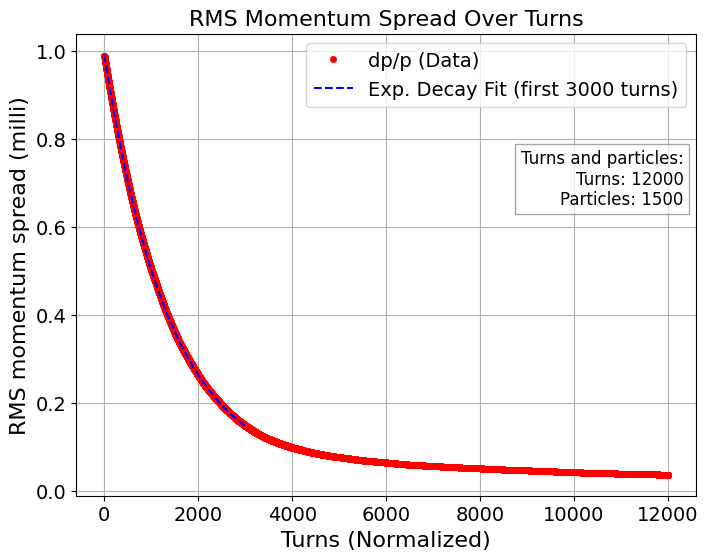 RMS Momentum Spread Over Turns
RMS momentum spread (milli)
1.0
0.8
0.6
0.4
0.2
0.0
dp/p (Data)
Exp. Decay Fit (first 3000 turns)
Turns and particles:
Turns: 12000
Particles: 1500
0 2000 4000 6000 8000 10000 12000
Turns (Normalized)